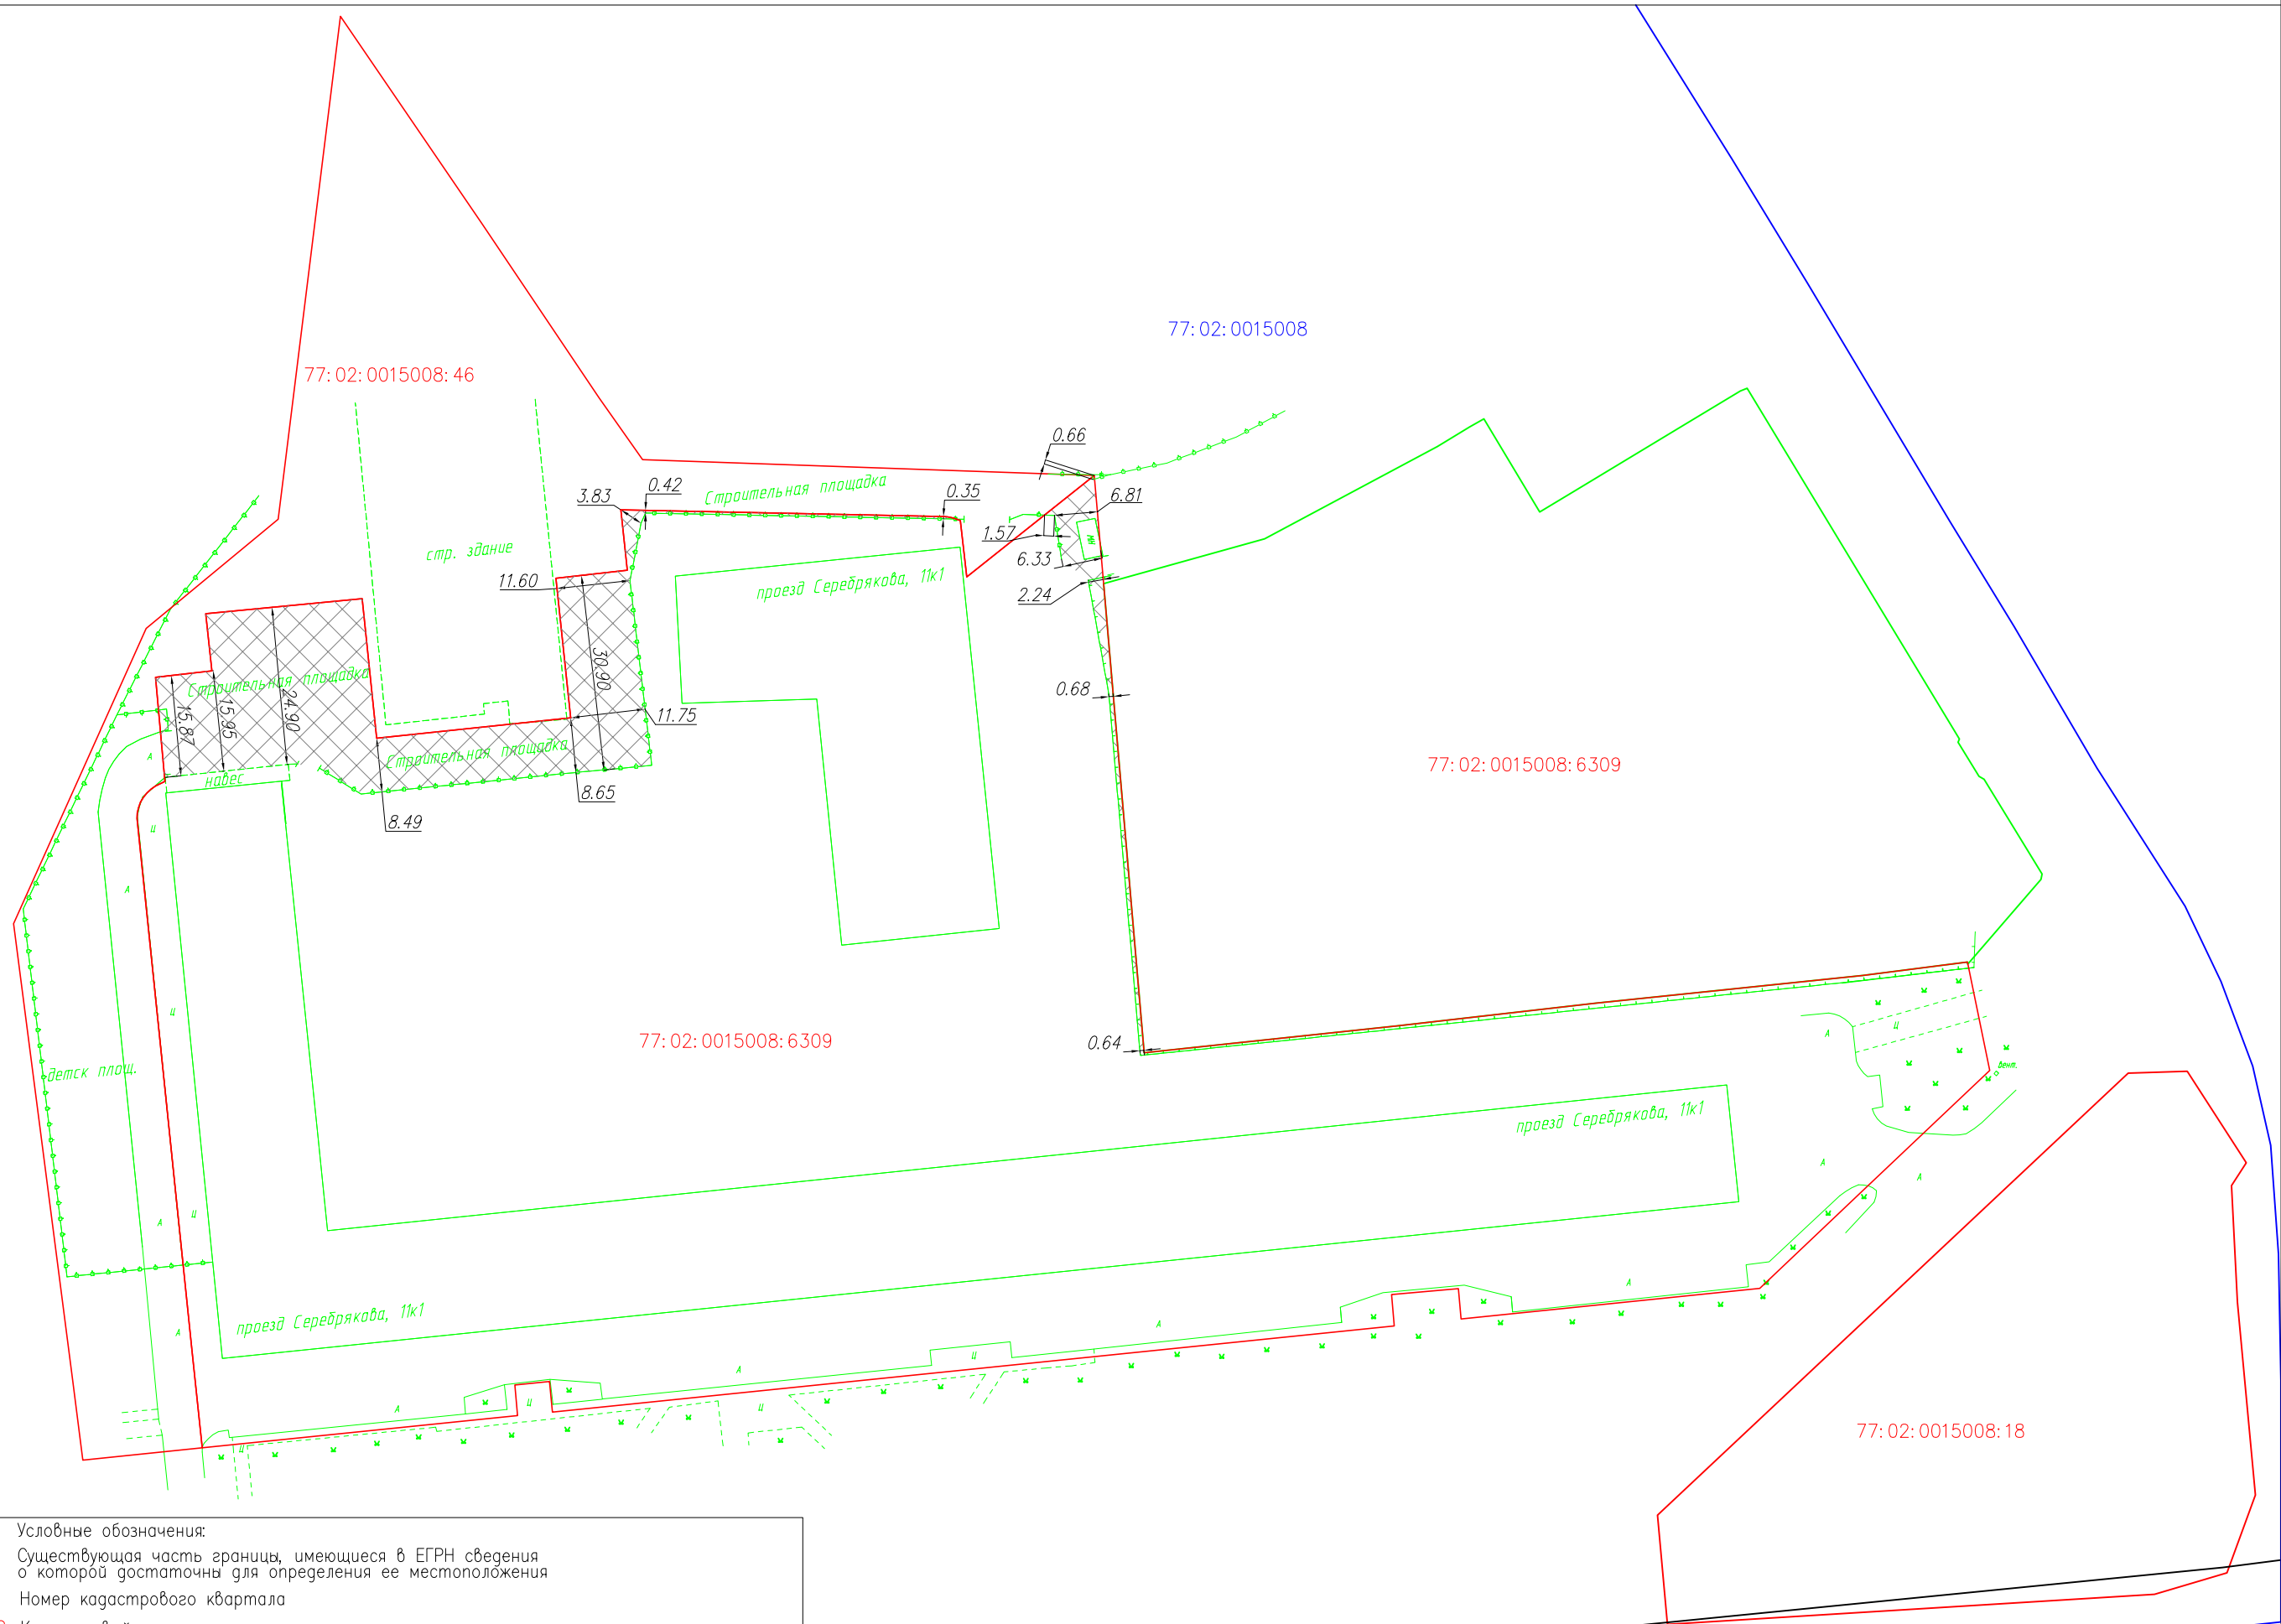 77:02:0015008
77:02:0015008:46
0.66
3.83
0.42
Строительная площадка
0.35
6.81
1.57
мн
6.33
стр. здание
11.60
проезд Серебрякова, 11к1
2.24
30.90
Строительная площадка
15.87
15.95
24.90
0.68
11.75
Строительная площадка
А
навес
77:02:0015008:6309
8.65
8.49
Ц
А
Ц
77:02:0015008:6309
0.64
А
Ц
Вент.
детск площ.
проезд Серебрякова, 11к1
А
А
Ц
А
А
проезд Серебрякова, 11к1
А
А
Ц
А
А
Ц
Ц
Ц
77:02:0015008:18
Условные обозначения:
Существующая часть границы, имеющиеся в ЕГРН сведения
о которой достаточны для определения ее местоположения
Номер кадастрового квартала